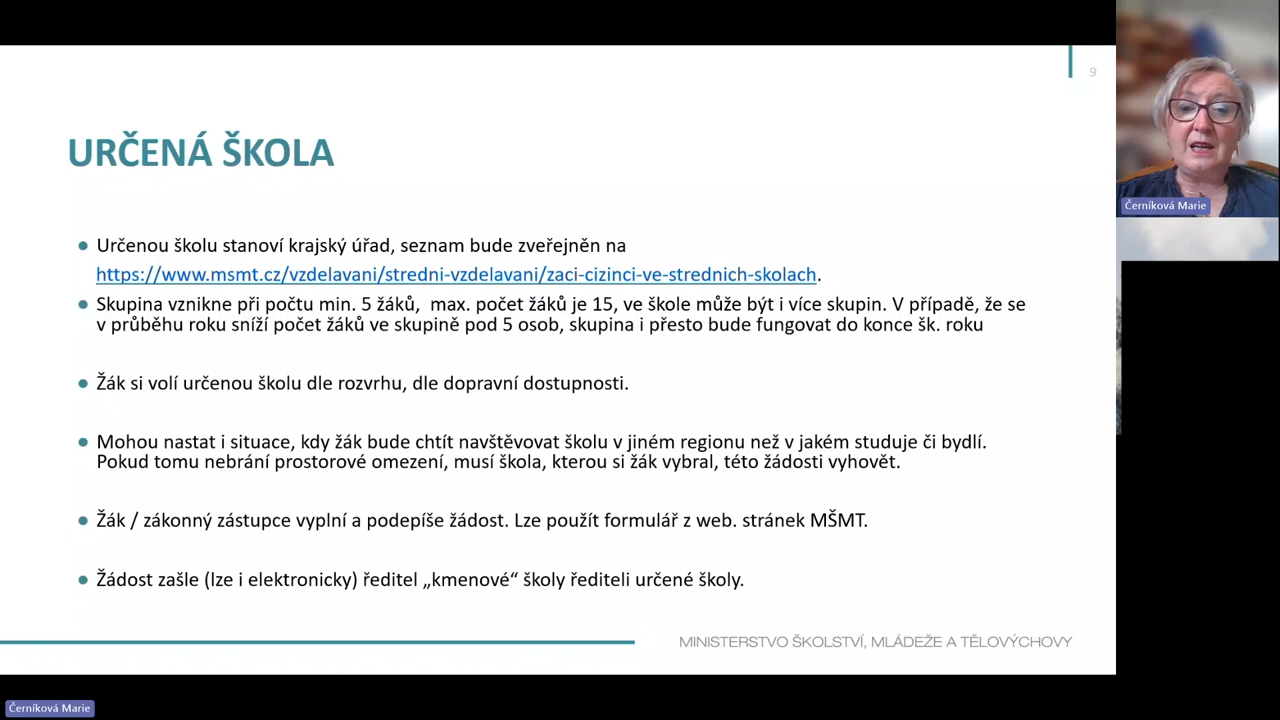 9
URČENÁ ŠKOLA
Určenou školu stanoví krajský úřad, seznam bude zveřejněn na
https://www.msmt.cz/vzdelavani/stredni-vzdelavani/zaci-cizinci-ve-strednich-skolach.
Skupina vznikne při počtu min. 5 žáků, max. počet žáků je 15, ve škole může být i více skupin. V případě, že se
v průběhu roku sníží počet žáků ve skupině pod 5 osob, skupina i přesto bude fungovat do konce šk. roku
Žák si volí určenou školu dle rozvrhu, dle dopravní dostupnosti.
Mohou nastat i situace, kdy žák bude chtít navštěvovat školu v jiném regionu než v jakém studuje či bydlí.
Pokud tomu nebrání prostorové omezení, musí škola, kterou si žák vybral, této žádosti vyhovět.
Žák / zákonný zástupce vyplní a podepíše žádost. Lze použít formulář z web. stránek MŠMT.
Žádost zašle (lze i elektronicky) ředitel „kmenové“ školy řediteli určené školy.
MINISTERSTVO ŠKOLSTVÍ, MLÁDEŽE A TĚLOVÝCHOVY
Černíková Marie
Černíková Marie